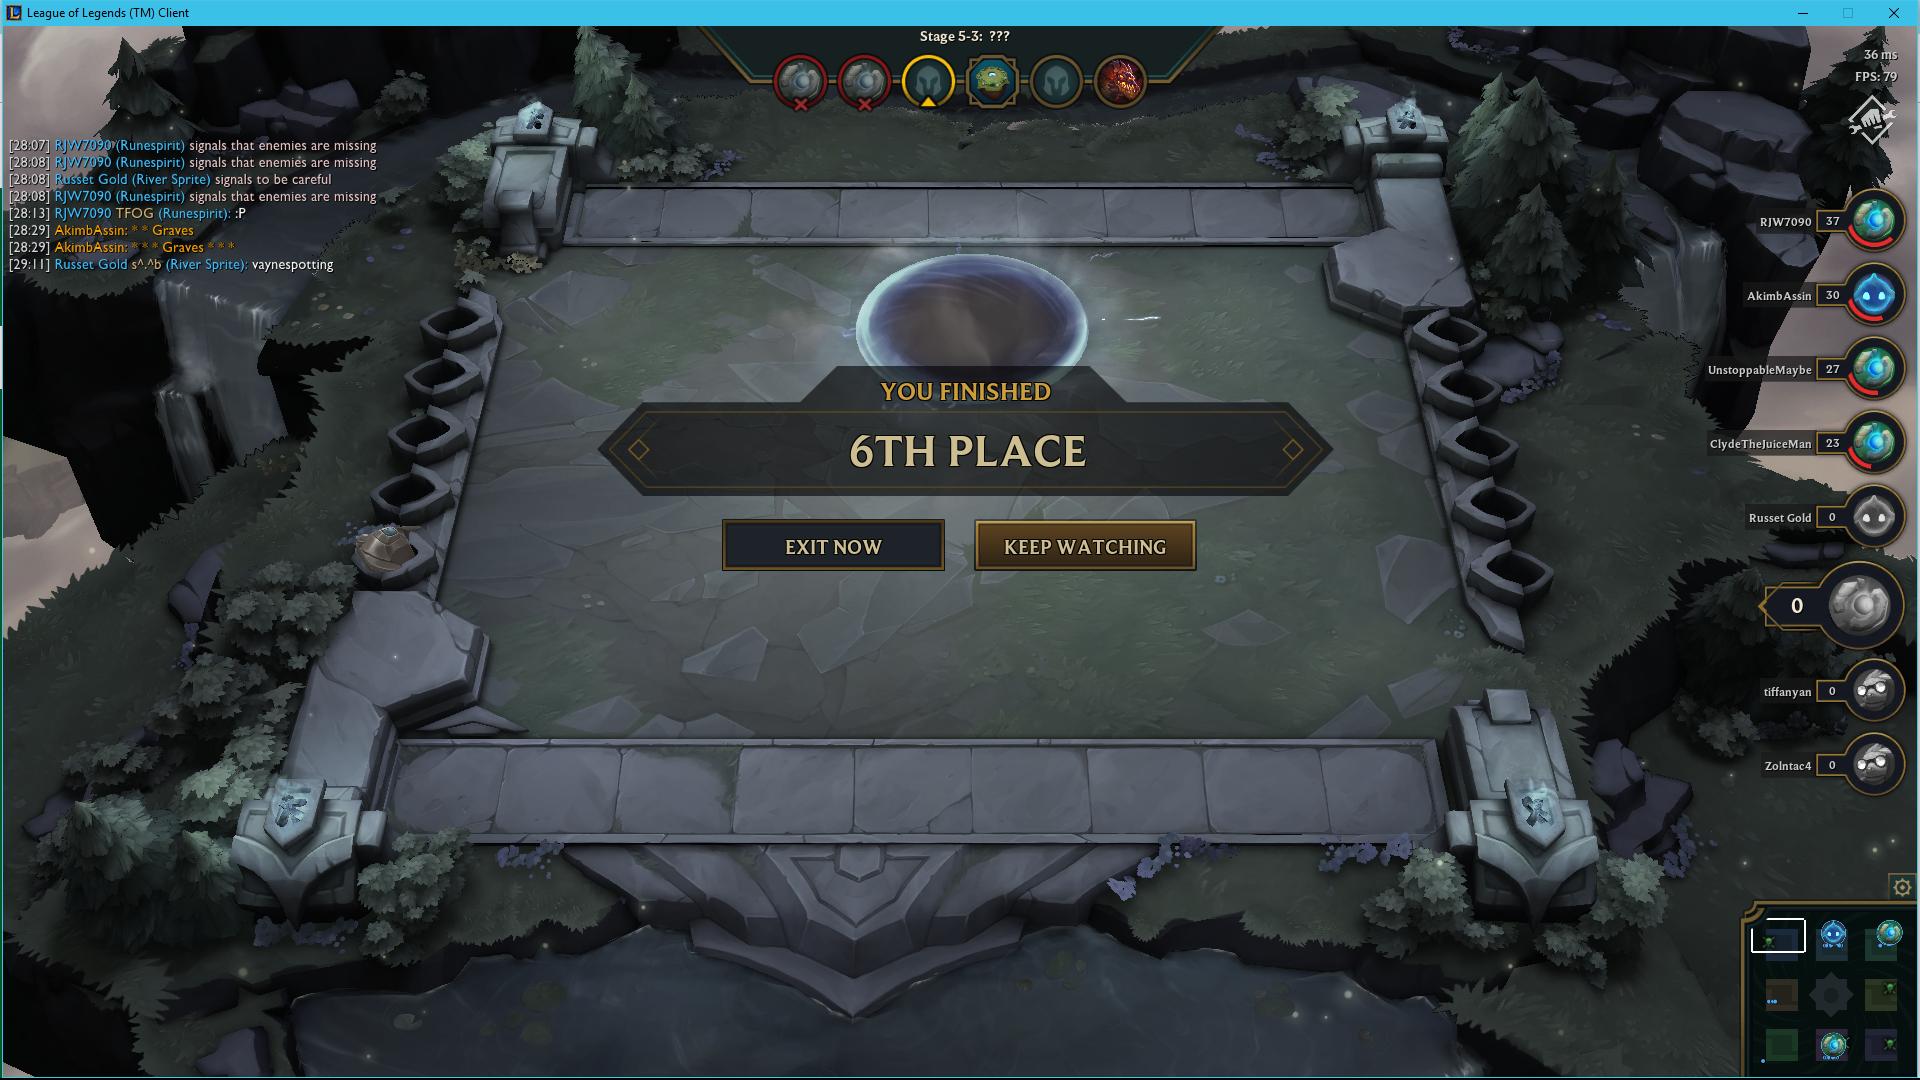 League of Legends (TM) Client
Stage 5-3: ???
36 ms
FPS: 79
[28:07] RJW7090 (Runespirit) signals that enemies are missing
[28:08] RJW7090 (Runespirit) signals that enemies are missing
[28:08] Russet Gold (River Sprite) signals to be careful
[28:08] RJW7090 (Runespirit) signals that enemies are missing
[28:13] RJW7090 TFOG (Runespirit): :P
[28:29] AkimbAssin: * * Graves
[28:29] AkimbAssin: * * * Graves * * *
[29:11] Russet Gold s^.^b (River Sprite): vaynespotting
RJW7090 37
AkimbAssin 30
UnstoppableMaybe 27
ClydeTheJuiceMan 23
Russet Gold 0
0
tiffanyan 0
Zolntac4 0
YOU FINISHED
6TH PLACE
EXIT NOW
KEEP WATCHING